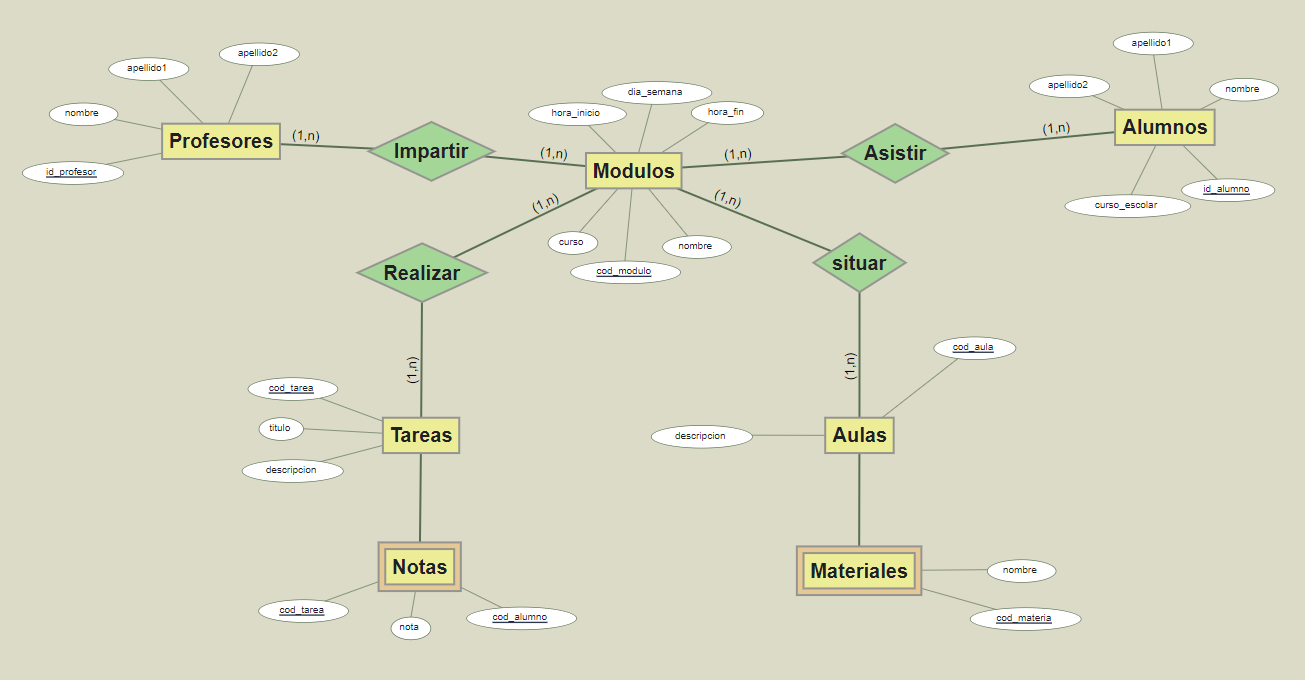 apellido1
apellido2
nombre
id_profesor
Profesores
(1,n)
Impartir
(1,n)
hora_inicio
dia_semana
hora_fin
Modulos
curso
cod_modulo
nombre
(1,n)
Asistir
(1,n)
apellido1
apellido2
nombre
Alumnos
curso_escolar
id_alumno
(1,n)
Realizar
(1,n)
(1,n)
situar
(1,n)
cod_tarea
titulo
descripcion
Tareas
cod_aula
descripcion
Aulas
Notas
cod_tarea
nota
cod_alumno
Materiales
nombre
cod_materia